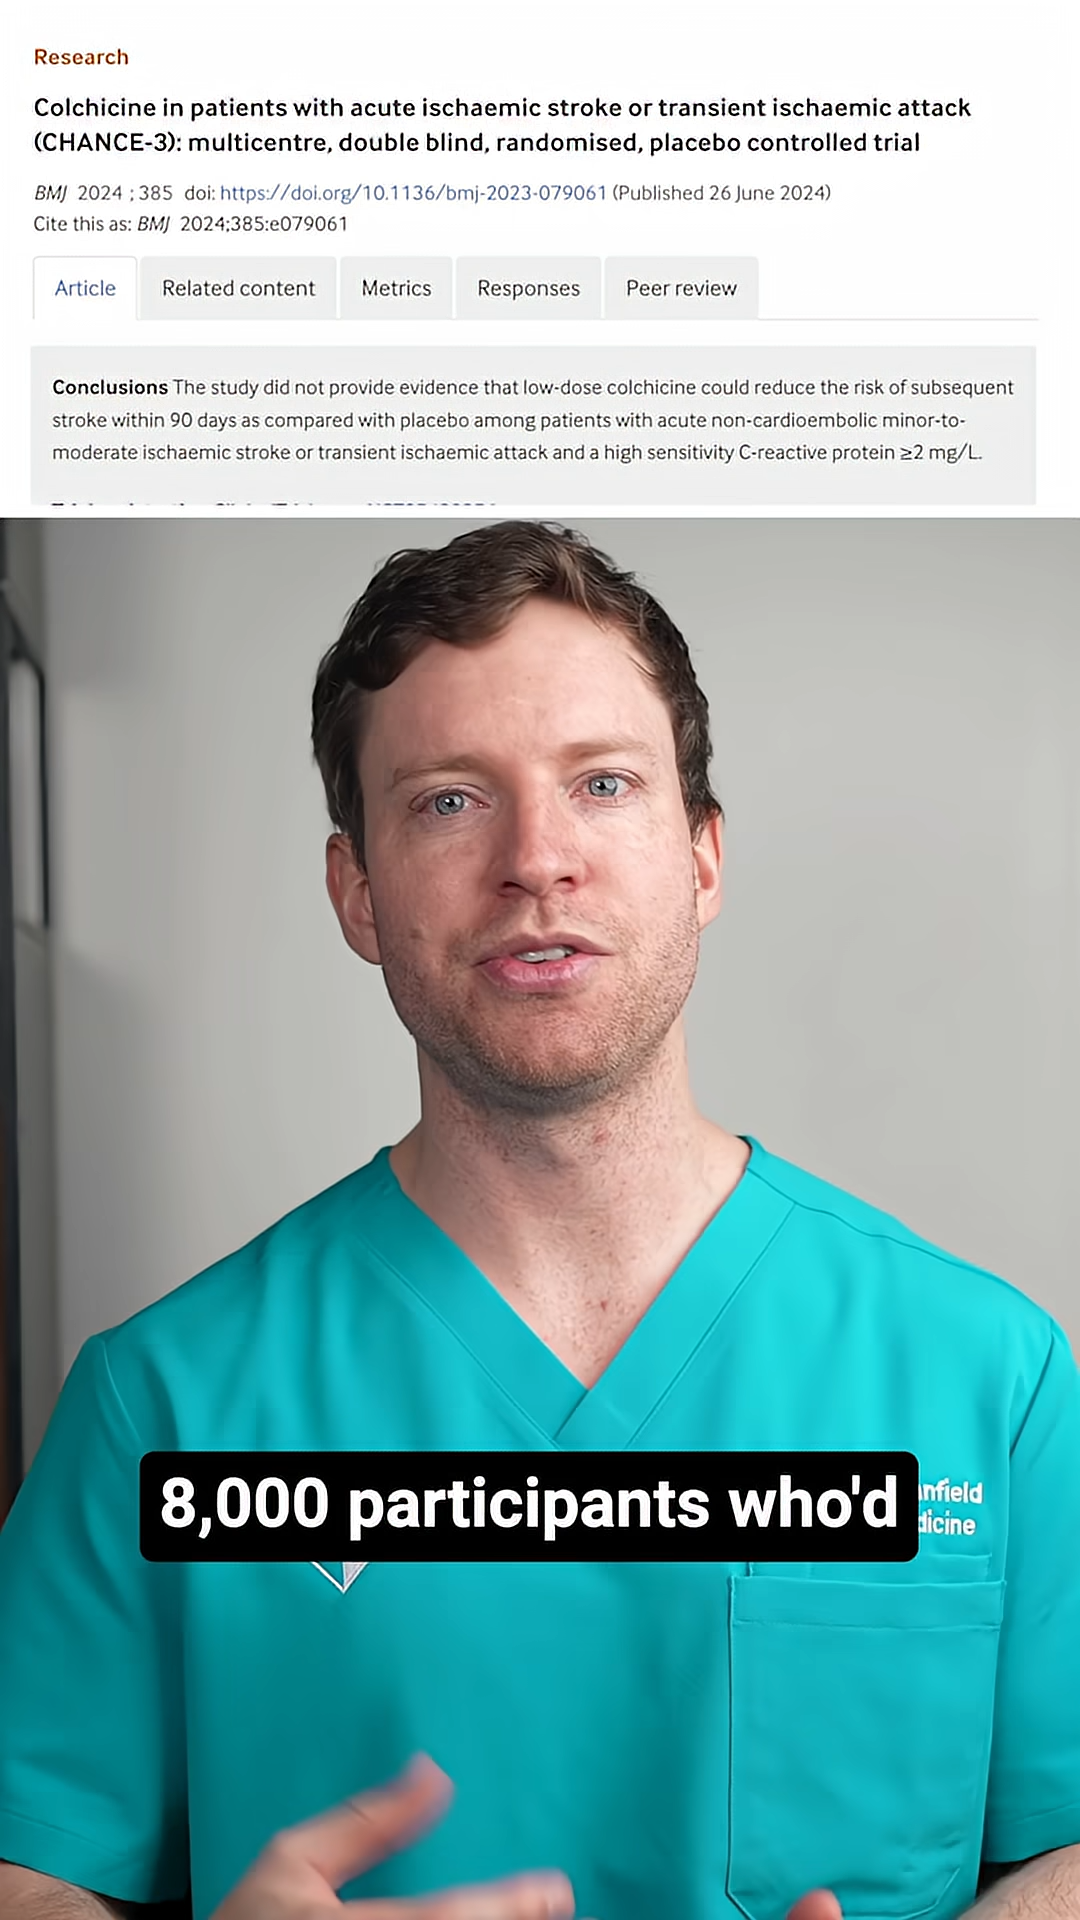 Research
Colchicine in patients with acute ischaemic stroke or transient ischaemic attack
(CHANCE-3): multicentre, double blind, randomised, placebo controlled trial
BMJ 2024 ; 385 doi: https://doi.org/10.1136/bmj-2023-079061 (Published 26 June 2024)
Cite this as: BMJ 2024;385:e079061
Article Related content Metrics Responses Peer review
Conclusions The study did not provide evidence that low-dose colchicine could reduce the risk of subsequent
stroke within 90 days as compared with placebo among patients with acute non-cardioembolic minor-to-
moderate ischaemic stroke or transient ischaemic attack and a high sensitivity C-reactive protein ≥2 mg/L.
8,000 participants who'd
nfield
dicine